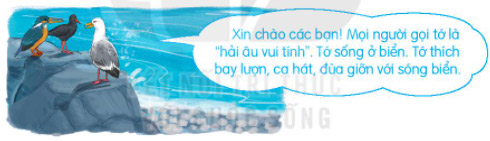 Xin chào các bạn! Mọi người gọi tớ là
"hải âu vui tính". Tớ sống ở biển. Tớ thích
bay lượn, ca hát, đùa giỡn với sóng biển.